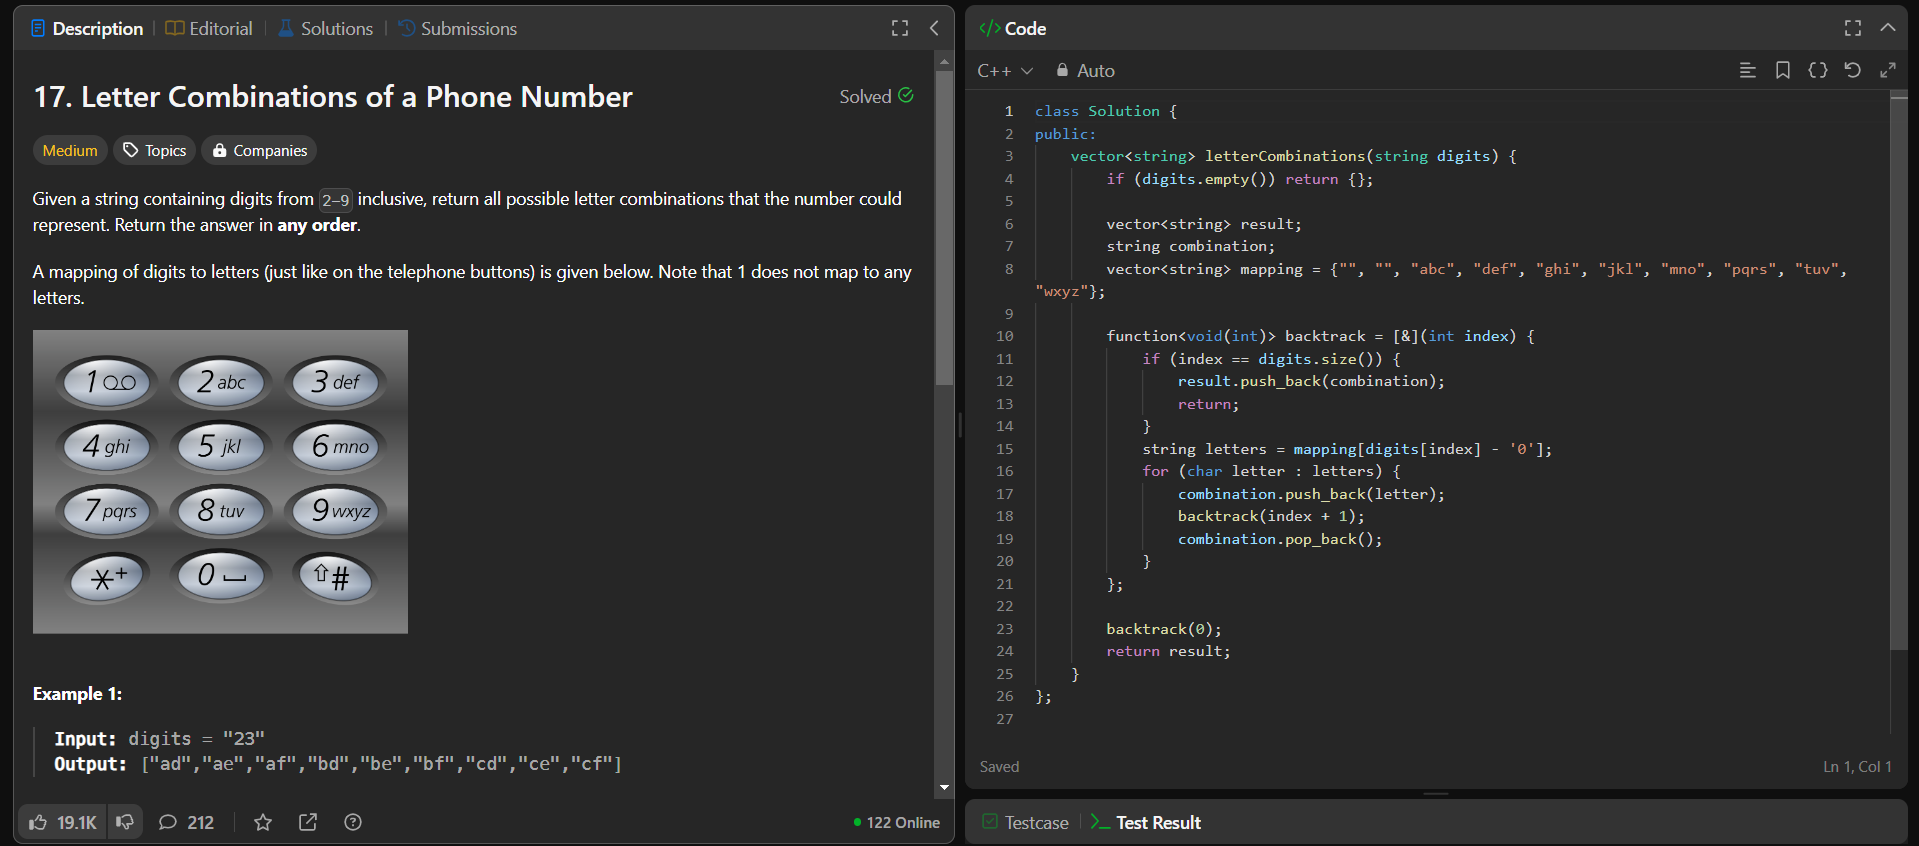 Description Editorial Solutions Submissions
17. Letter Combinations of a Phone Number
Solved
Medium Topics Companies
Given a string containing digits from 2-9 inclusive, return all possible letter combinations that the number could
represent. Return the answer in any order.
A mapping of digits to letters (just like on the telephone buttons) is given below. Note that 1 does not map to any
letters.
1 2 abc 3 def
4 ghi 5 jkl 6 mno
7 pqrs 8 tuv 9 wxyz
*+ 0 #
Example 1:
Input: digits = "23"
Output: ["ad","ae","af","bd","be","bf","cd","ce","cf"]
19.1K 212 122 Online
</> Code
C++ Auto
1 class Solution {
2 public:
3 vector<string> letterCombinations(string digits) {
4 if (digits.empty()) return {};
5
6 vector<string> result;
7 string combination;
8 vector<string> mapping = {"", "", "abc", "def", "ghi", "jkl", "mno", "pqrs", "tuv",
"wxyz"};
9
10 function<void(int)> backtrack = [&](int index) {
11 if (index == digits.size()) {
12 result.push_back(combination);
13 return;
14 }
15 string letters = mapping[digits[index] - '0'];
16 for (char letter : letters) {
17 combination.push_back(letter);
18 backtrack(index + 1);
19 combination.pop_back();
20 }
21 };
22
23 backtrack(0);
24 return result;
25 }
26 };
27
Saved Ln 1, Col 1
Testcase >_ Test Result